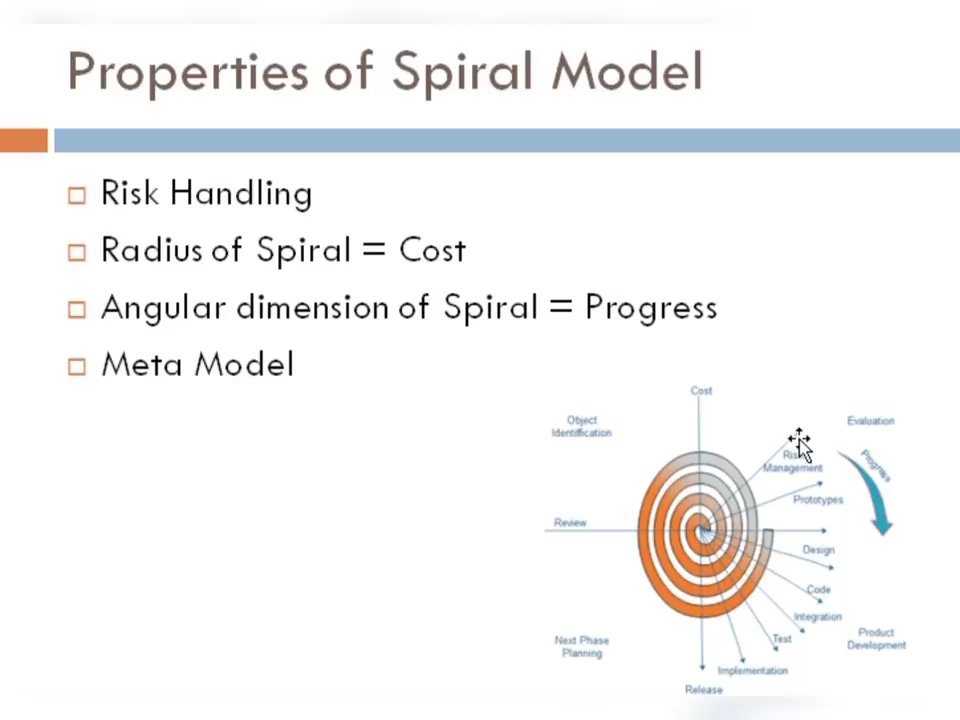 Properties of Spiral Model
Risk Handling
Radius of Spiral = Cost
Angular dimension of Spiral = Progress
Meta Model
Cost
Object
Identification
Evaluation
Management
Progress
Prototypes
Review
Design
Code
Integration
Test
Product
Development
Next Phase
Planning
Implementation
Release